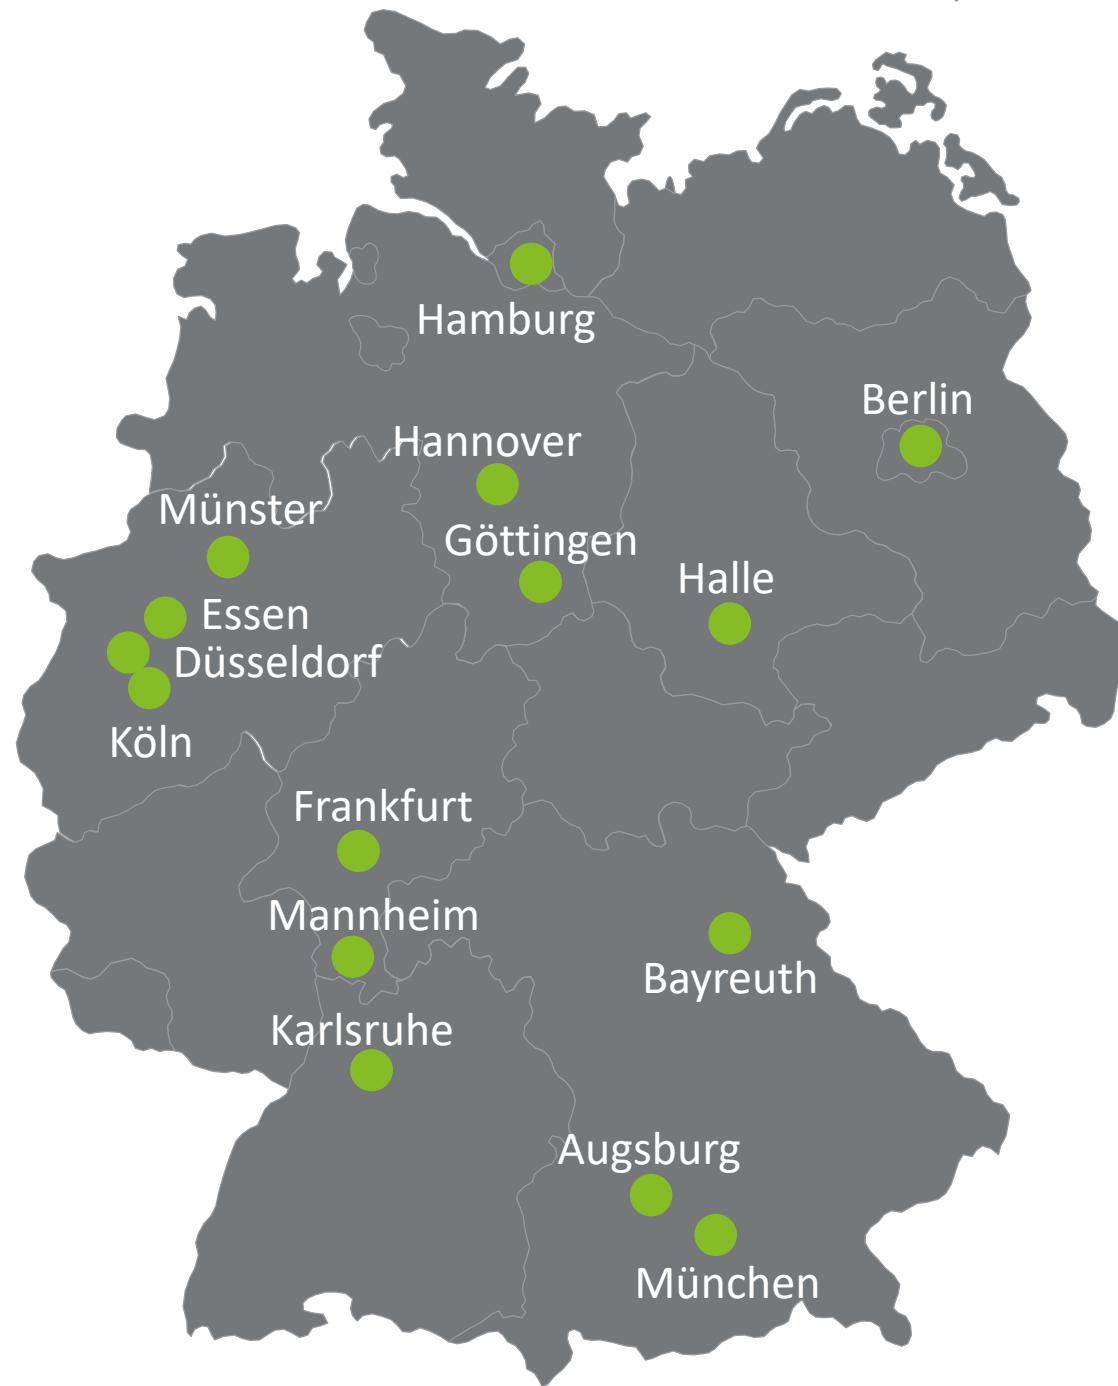 Hamburg
Berlin
Hannover
Münster
Göttingen
Halle
Essen
Düsseldorf
Köln
Frankfurt
Mannheim
Bayreuth
Karlsruhe
Augsburg
München